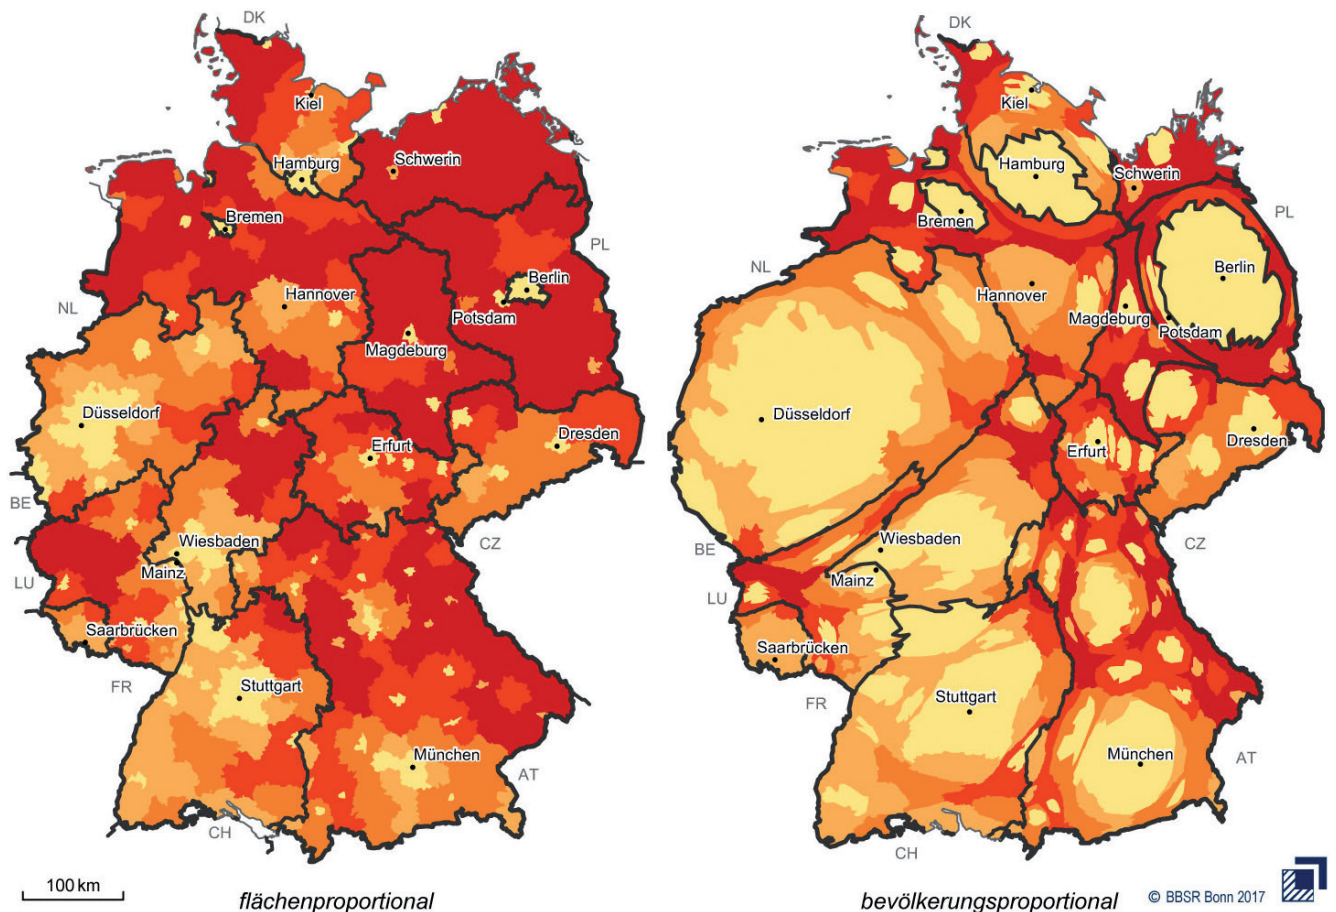 DK
Kiel
Hamburg
Schwerin
Bremen
PL
Berlin
Hannover
NL
Potsdam
Magdeburg
Düsseldorf
Dresden
Erfurt
BE
Wiesbaden
CZ
Mainz
LU
Saarbrücken
FR
Stuttgart
München
AT
CH
100 km
flächenproportional
DK
Kiel
Hamburg
Schwerin
Bremen
PL
NL
Berlin
Hannover
Magdeburg
Potsdam
Düsseldorf
Dresden
Erfurt
BE
Wiesbaden
CZ
Mainz
LU
Saarbrücken
FR
Stuttgart
München
AT
CH
bevölkerungsproportional
© BBSR Bonn 2017